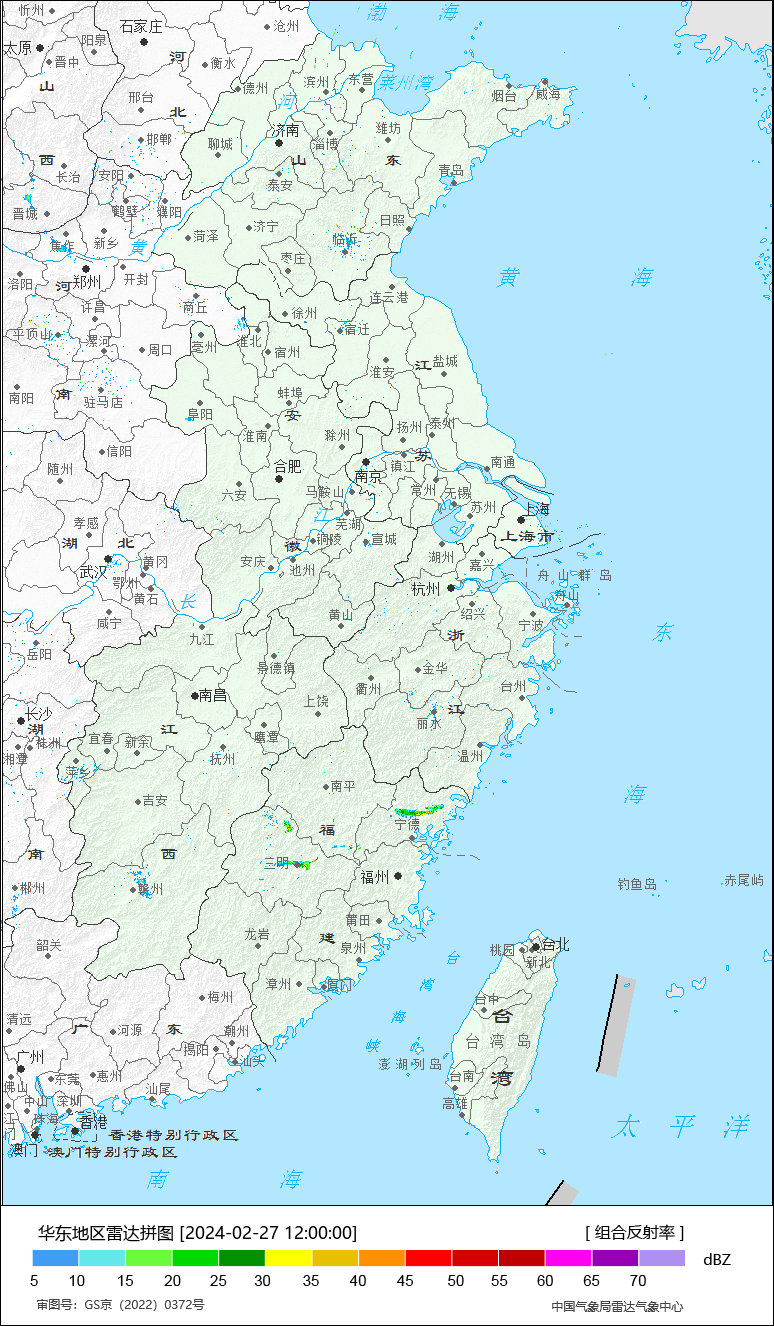 忻州
沧州
渤 海
石家庄
太原
阳泉
晋中
河
衡水
滨州
东营
莱州湾
山
德州
烟台
威海
邢台
河
北
济南
潍坊
邯郸
聊城
淄博
西
山
东
长治
安阳
泰安
青岛
晋城
鹤壁
濮阳
日照
济宁
菏泽
临沂
焦作
新乡
黄
枣庄
洛阳
河
郑州
开封
黄 海
连云港
许昌
商丘
徐州
平顶山
漯河
周口
亳州
淮北
宿州
宿迁
江
盐城
淮安
南阳
南
驻马店
蚌埠
阜阳
安
扬州
泰州
淮南
滁州
信阳
苏
随州
合肥
南京
镇江
南通
六安
马鞍山
常州
无锡
苏州
上海
孝感
江
芜湖
湖 北
徽
铜陵
宣城
上海市
武汉
黄冈
安庆
池州
湖州
嘉兴
鄂州
舟山群岛
黄石
长
杭州
舟山
咸宁
黄山
绍兴
宁波
九江
浙
东
岳阳
景德镇
金华
衢州
台州
长沙
南昌
上饶
江
湖
江
鹰潭
丽水
株洲
宜春
新余
湘潭
萍乡
抚州
温州
南平
海
吉安
宁德
福
南
西
三明
郴州
赣州
福州
钓鱼岛
赤尾屿
龙岩
莆田
韶关
建
泉州
台北
桃园
新北
台
漳州
厦门
湾
梅州
台中
清远
广 东
河源
潮州
海
台
揭阳
峡
台湾岛
广州
汕头
澎湖列岛
佛山
东莞
惠州
台南
湾
汕尾
中山
深圳
高雄
江门
珠海
香港
太 平 洋
香港特别行政区
澳门
澳门特别行政区
南 海
华东地区雷达拼图 [2024-02-27 12:00:00]
[ 组合反射率 ]
dBZ
5 10 15 20 25 30 35 40 45 50 55 60 65 70
审图号：GS京（2022）0372号
中国气象局雷达气象中心